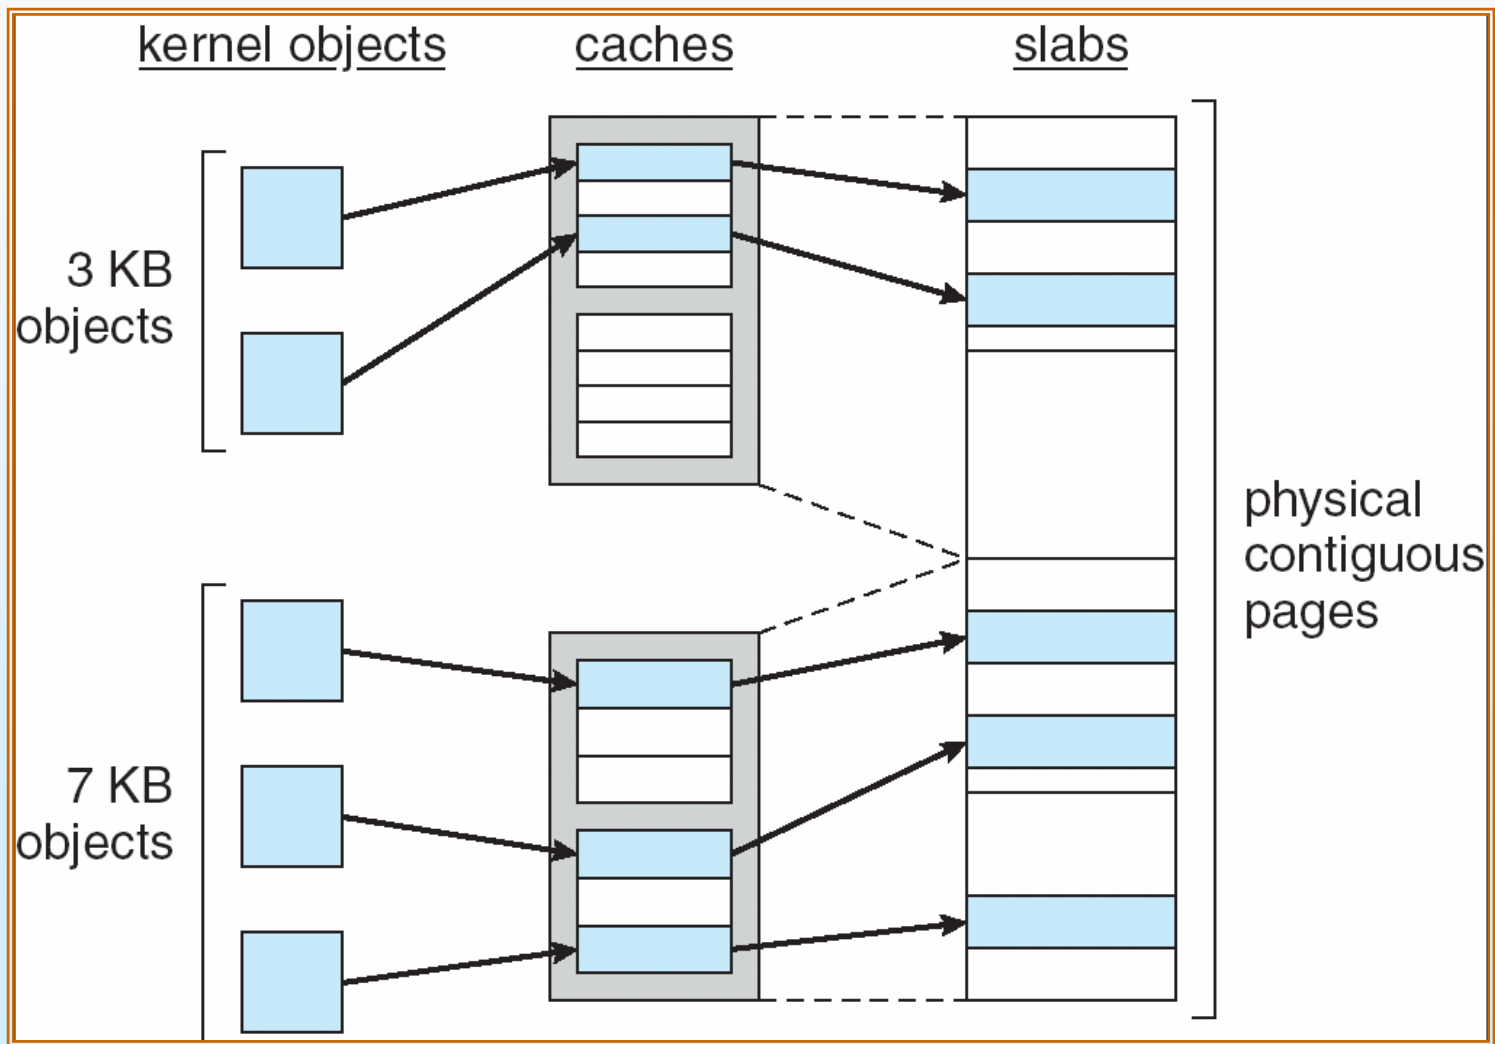 kernel objects
caches
slabs
3 KB
objects
physical
contiguous
pages
7 KB
objects